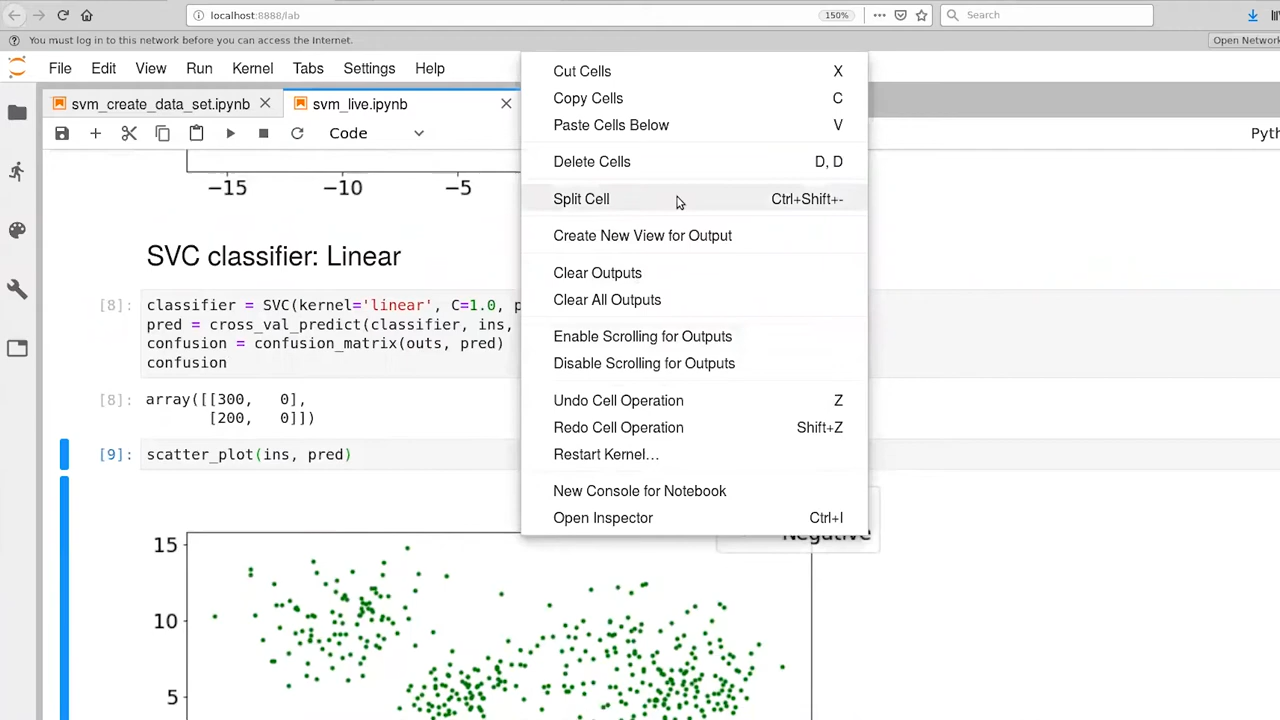 localhost:8888/lab
150%
Search
You must log in to this network before you can access the Internet.
Open Network
File Edit View Run Kernel Tabs Settings Help
svm_create_data_set.ipynb
svm_live.ipynb
Code
Pyth
Cut Cells X
Copy Cells C
Paste Cells Below V
Delete Cells D, D
Split Cell Ctrl+Shift+-
Create New View for Output
Clear Outputs
Clear All Outputs
Enable Scrolling for Outputs
Disable Scrolling for Outputs
Undo Cell Operation Z
Redo Cell Operation Shift+Z
Restart Kernel…
New Console for Notebook
Open Inspector Ctrl+I
−15 −10 −5
SVC classifier: Linear
[8]: classifier = SVC(kernel='linear', C=1.0, p
pred = cross_val_predict(classifier, ins,
confusion = confusion_matrix(outs, pred)
confusion
[8]: array([[300, 0],
[200, 0]])
[9]: scatter_plot(ins, pred)
Negative
15
10
5